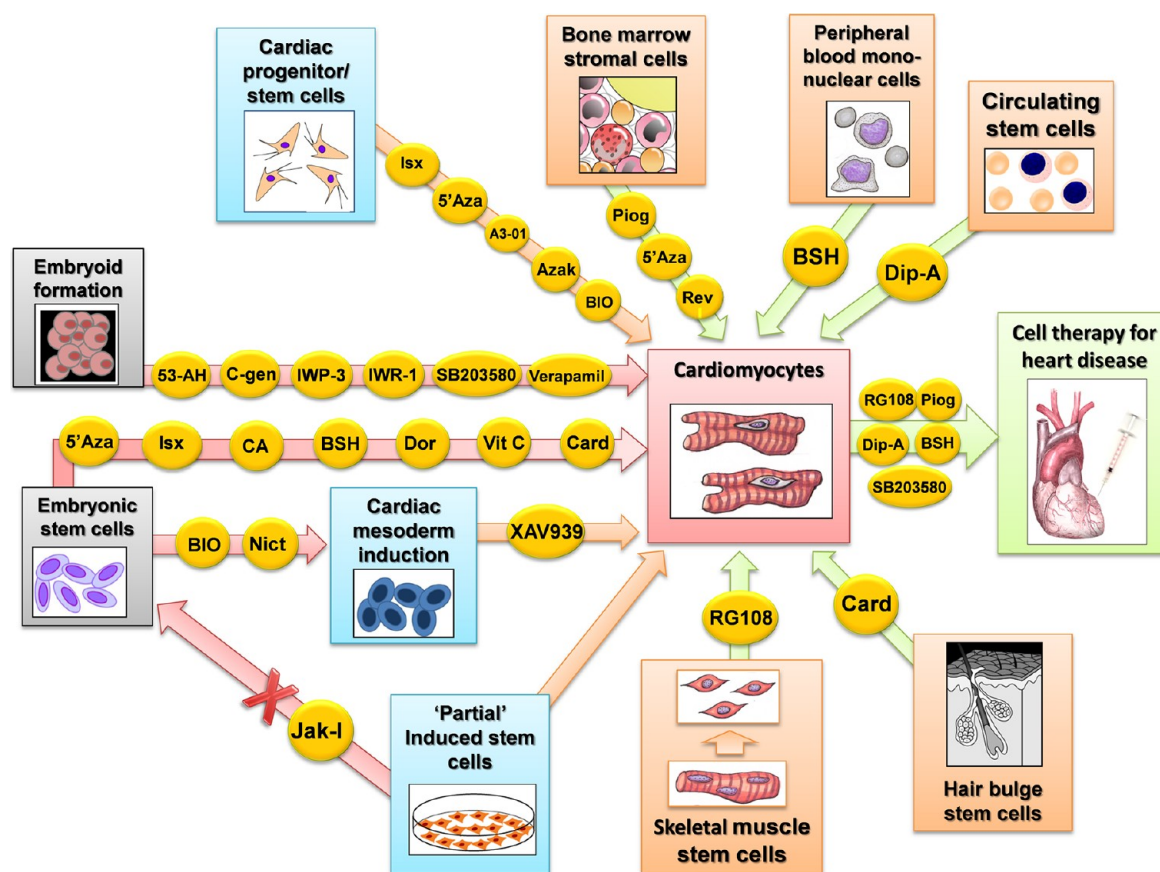 Cardiac
progenitor/
stem cells
Bone marrow
stromal cells
Peripheral
blood mono-
nuclear cells
Circulating
stem cells
Isx
5'Aza
A3-01
Azak
BIO
Piog
5'Aza
Rev
BSH
Dip-A
Embryoid
formation
53-AH
C-gen
IWP-3
IWR-1
SB203580
Verapamil
Cardiomyocytes
Cell therapy for
heart disease
RG108
Piog
Dip-A
BSH
SB203580
5'Aza
Isx
CA
BSH
Dor
Vit C
Card
Embryonic
stem cells
BIO
Nict
Cardiac
mesoderm
induction
XAV939
RG108
Card
Jak-I
'Partial'
Induced stem
cells
Skeletal muscle
stem cells
Hair bulge
stem cells